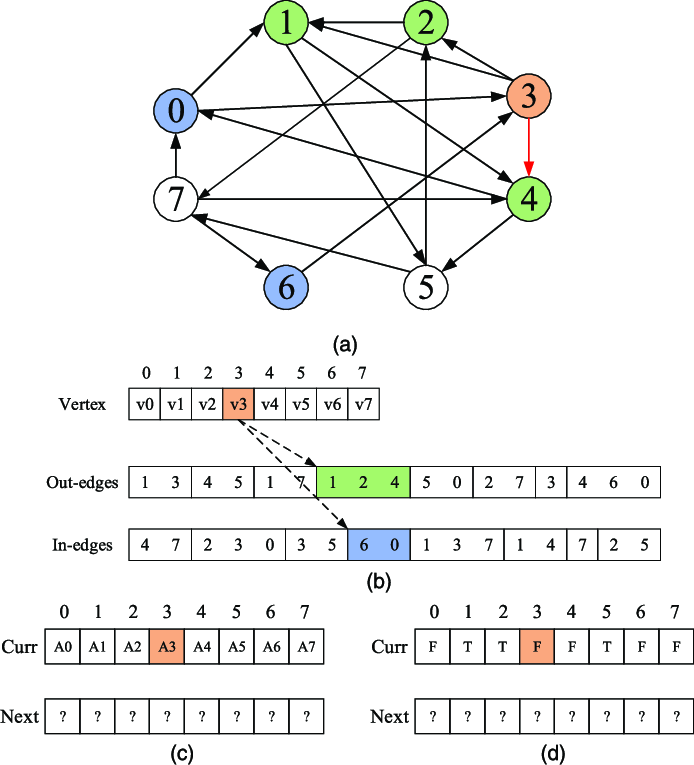 1 2
0 3
7 4
6 5
(a)
0 1 2 3 4 5 6 7
Vertex v0 v1 v2 v3 v4 v5 v6 v7
Out-edges 1 3 4 5 1 7 1 2 4 5 0 2 7 3 4 6 0
In-edges 4 7 2 3 0 3 5 6 0 1 3 7 1 4 7 2 5
(b)
0 1 2 3 4 5 6 7
Curr A0 A1 A2 A3 A4 A5 A6 A7
Next ? ? ? ? ? ? ? ?
(c)
0 1 2 3 4 5 6 7
Curr F T T F F T F F
Next ? ? ? ? ? ? ? ?
(d)